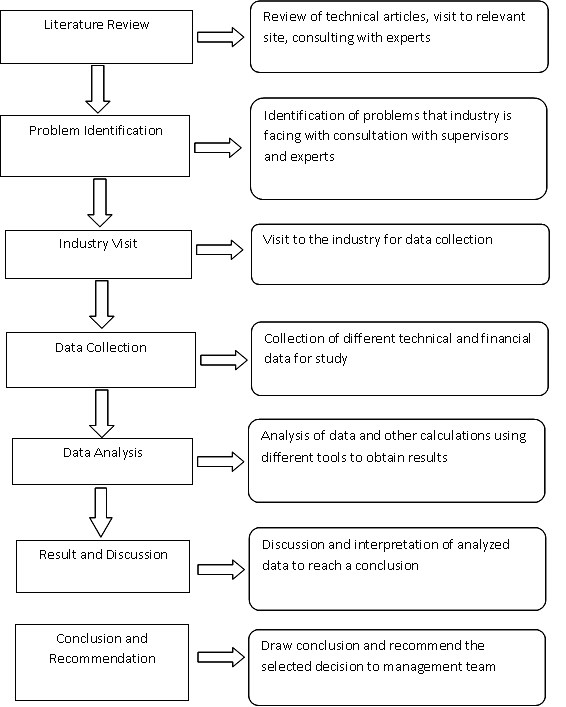 Literature Review
Review of technical articles, visit to relevant
site, consulting with experts
Problem Identification
Identification of problems that industry is
facing with consultation with supervisors
and experts
Industry Visit
Visit to the industry for data collection
Data Collection
Collection of different technical and financial
data for study
Data Analysis
Analysis of data and other calculations using
different tools to obtain results
Result and Discussion
Discussion and interpretation of analyzed
data to reach a conclusion
Conclusion and
Recommendation
Draw conclusion and recommend the
selected decision to management team